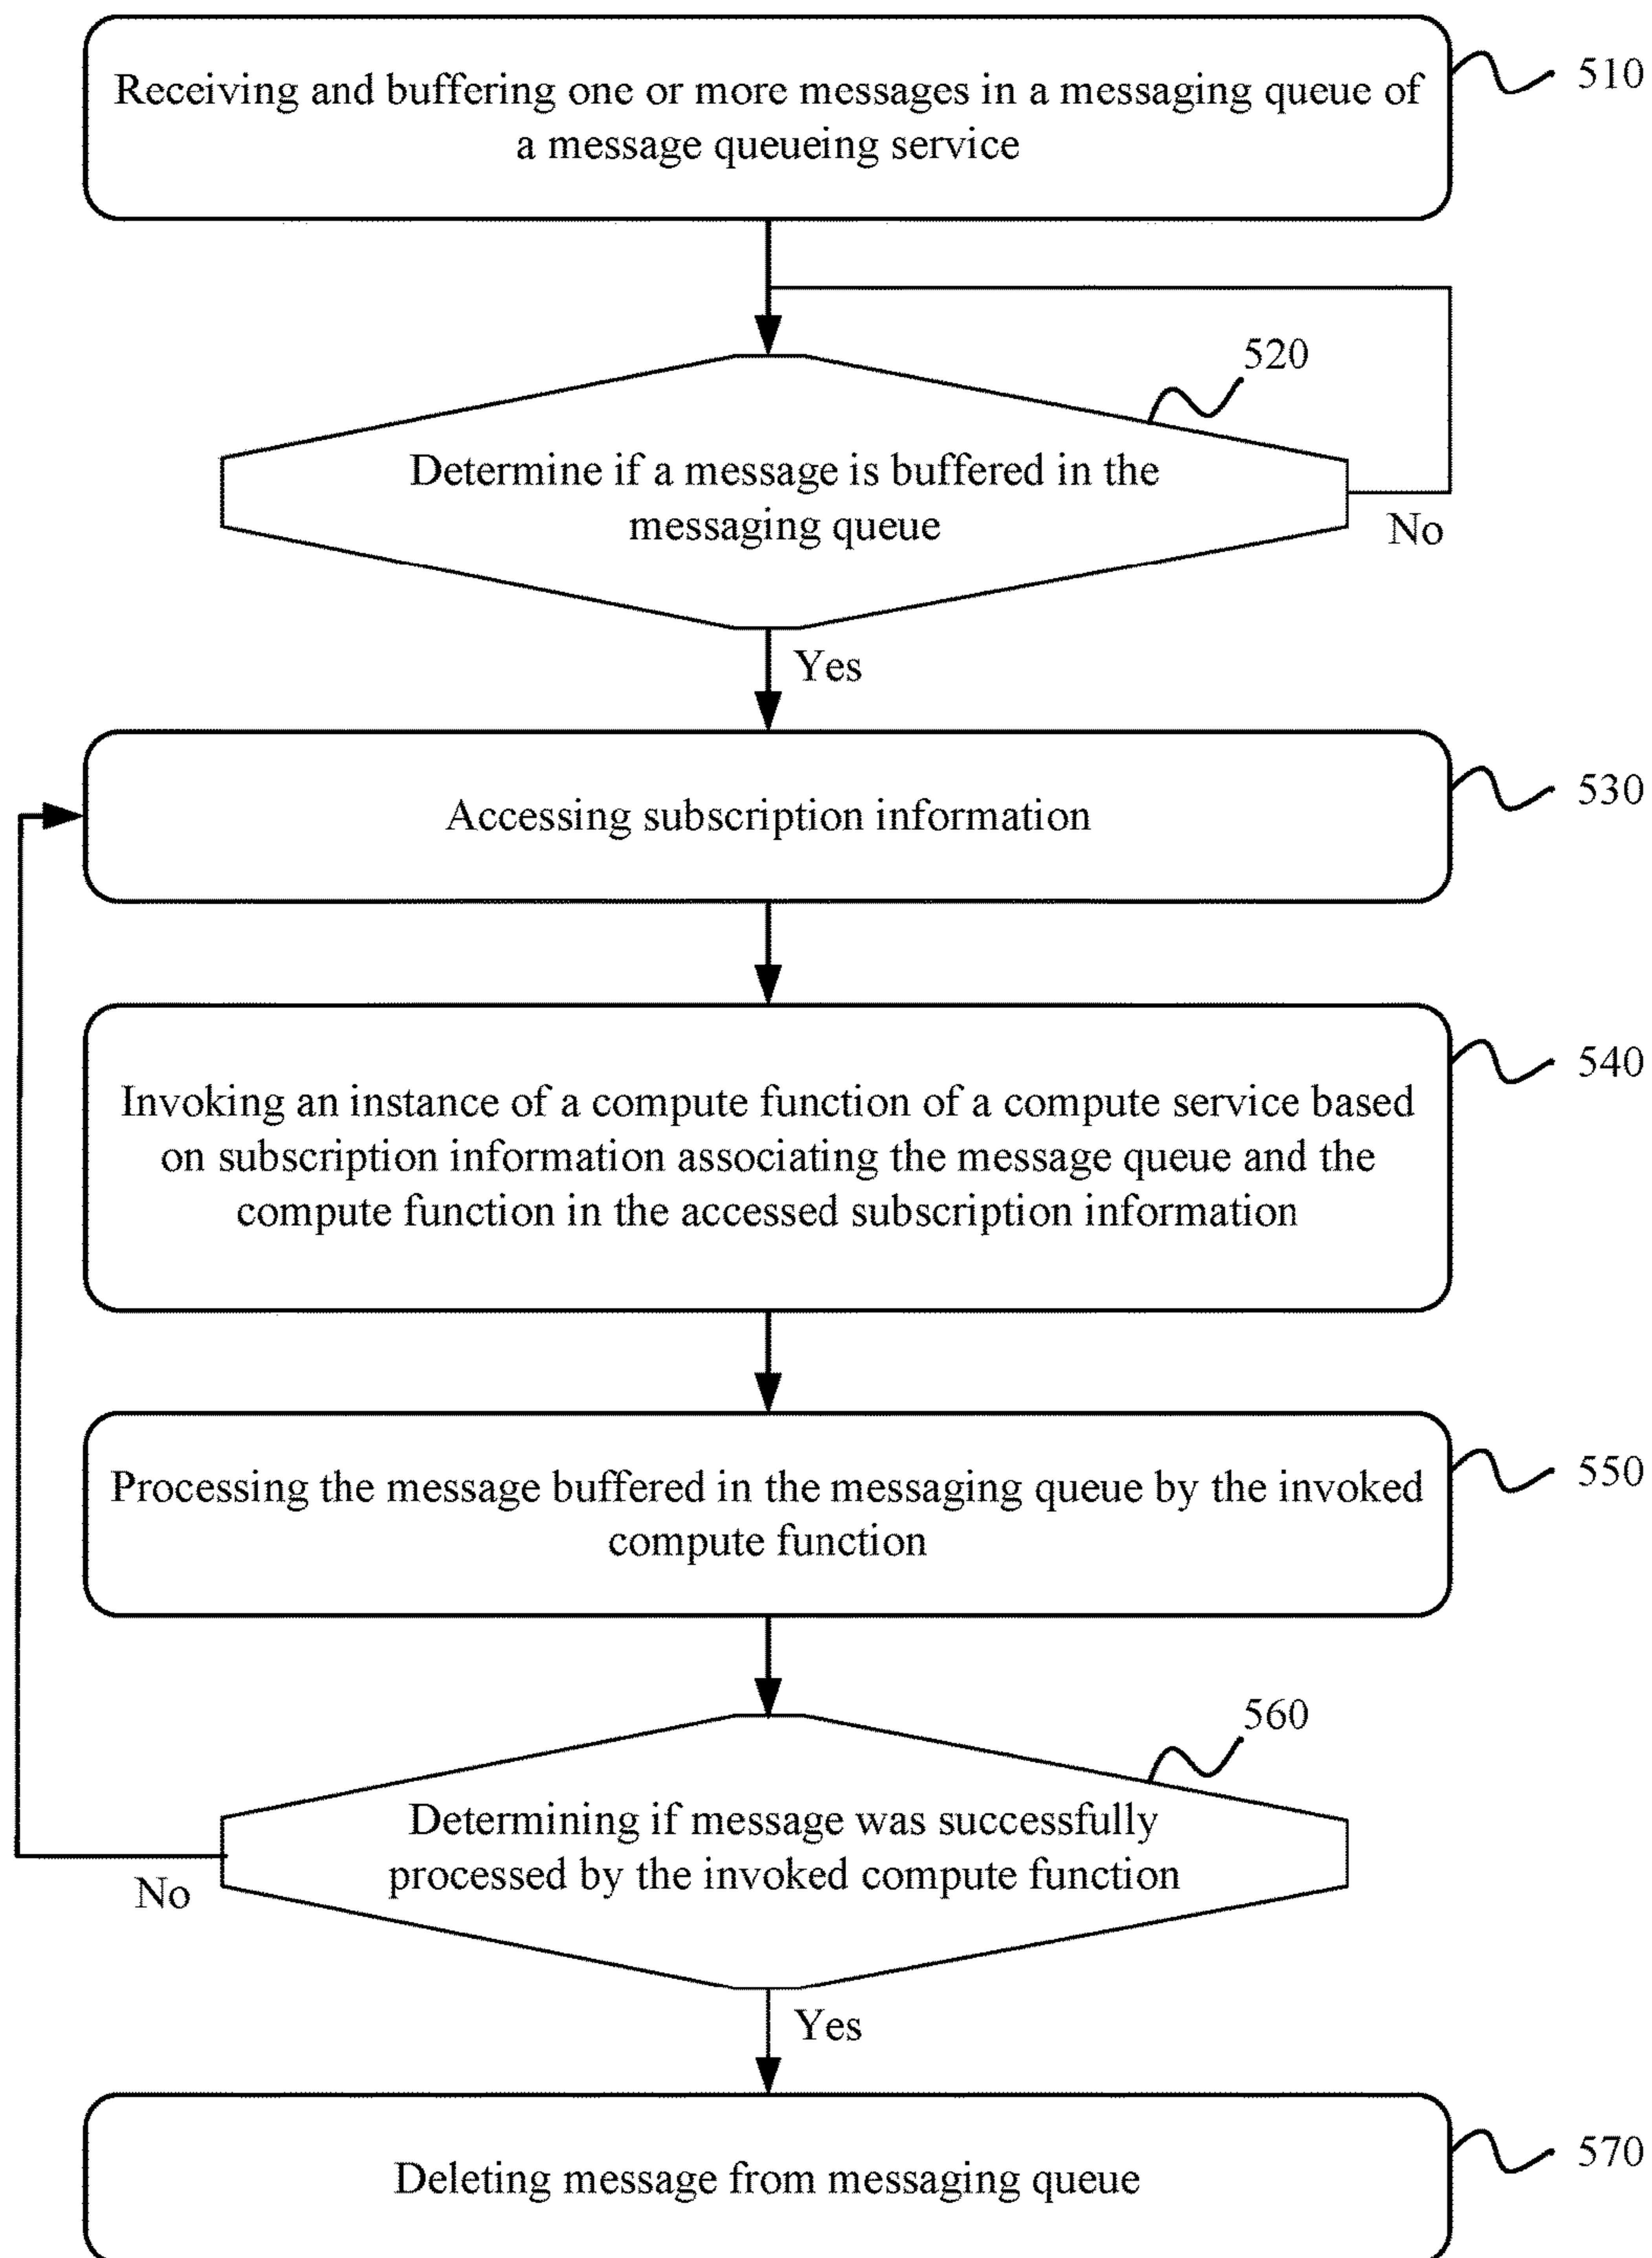 Receiving and buffering one or more messages in a messaging queue of
a message queueing service
510
520
Determine if a message is buffered in the
messaging queue
No
Yes
Accessing subscription information
530
Invoking an instance of a compute function of a compute service based
on subscription information associating the message queue and the
compute function in the accessed subscription information
540
Processing the message buffered in the messaging queue by the invoked
compute function
550
560
Determining if message was successfully
processed by the invoked compute function
No
Yes
Deleting message from messaging queue
570